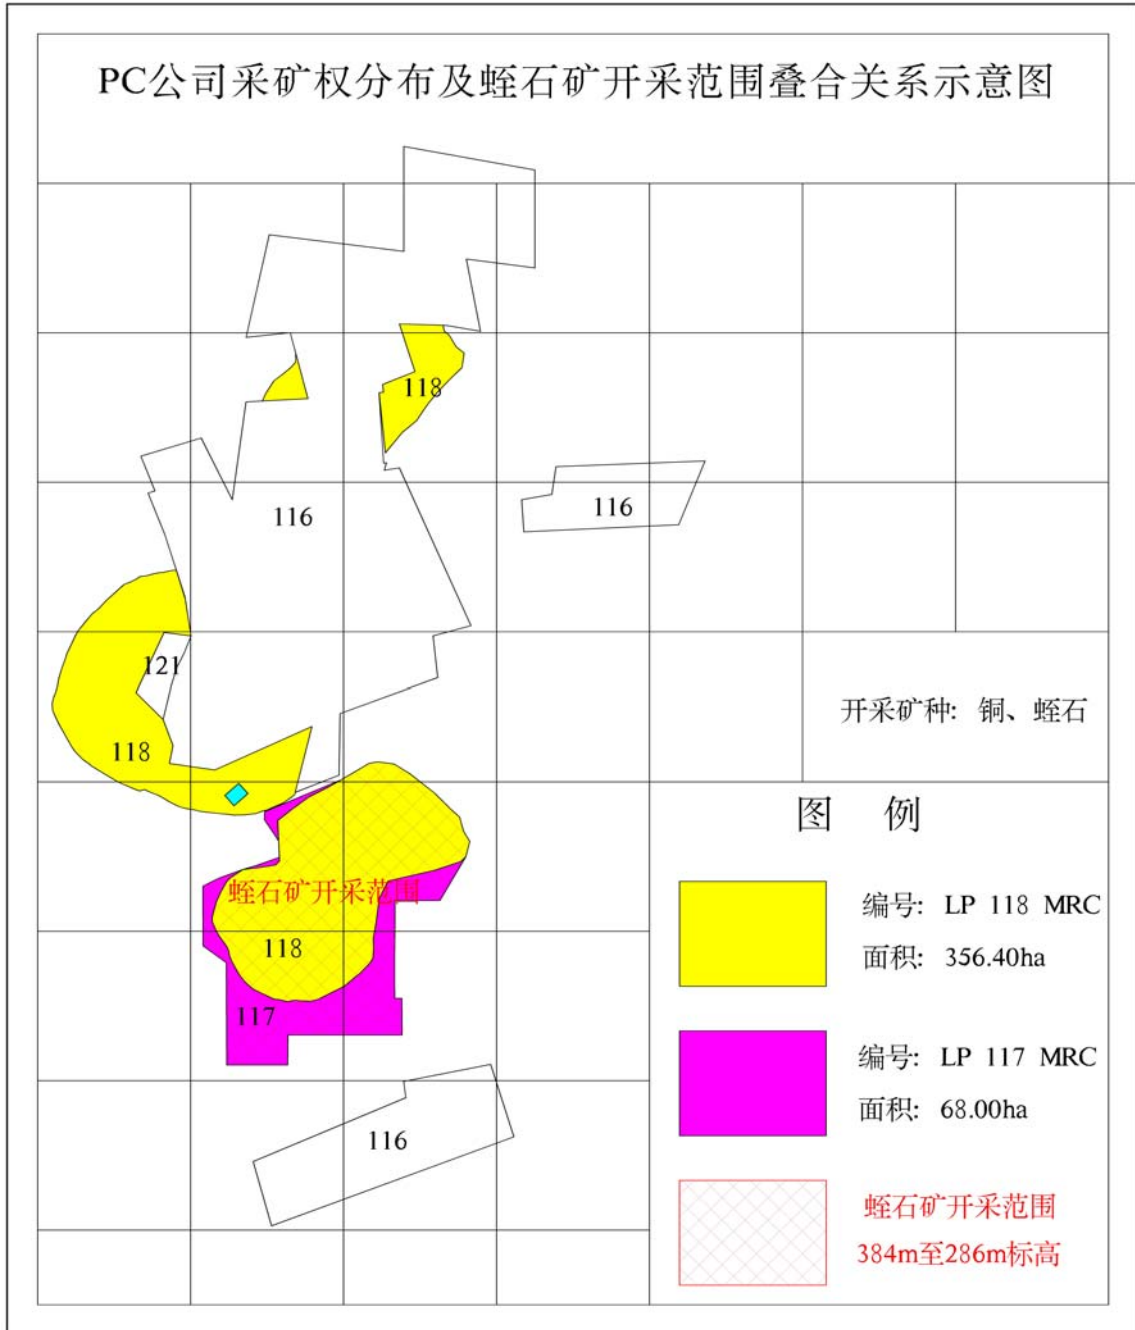 PC公司采矿权分布及蛭石矿开采范围叠合关系示意图
118
116
116
121
118
开采矿种: 铜、蛭石
图 例
蛭石矿开采范围
编号: LP 118 MRC
118
面积: 356.40ha
117
编号: LP 117 MRC
面积: 68.00ha
116
蛭石矿开采范围
384m至286m标高